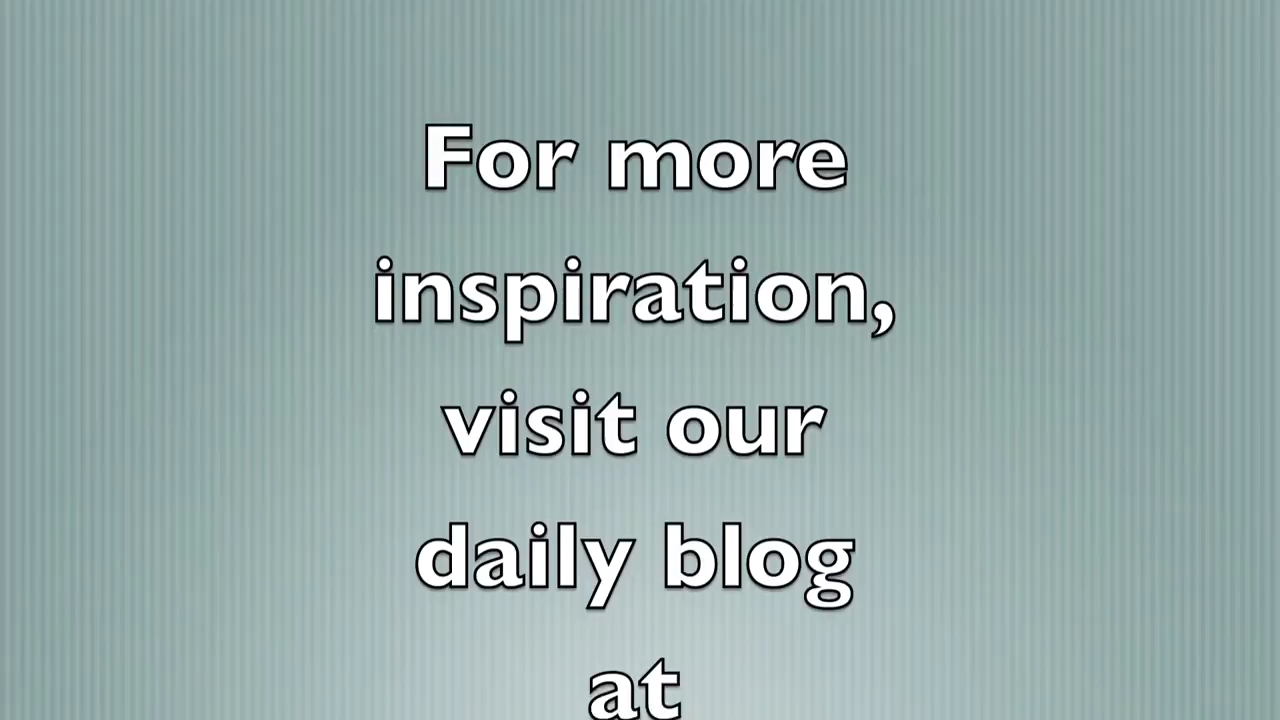 For more
inspiration,
visit our
daily blog
at